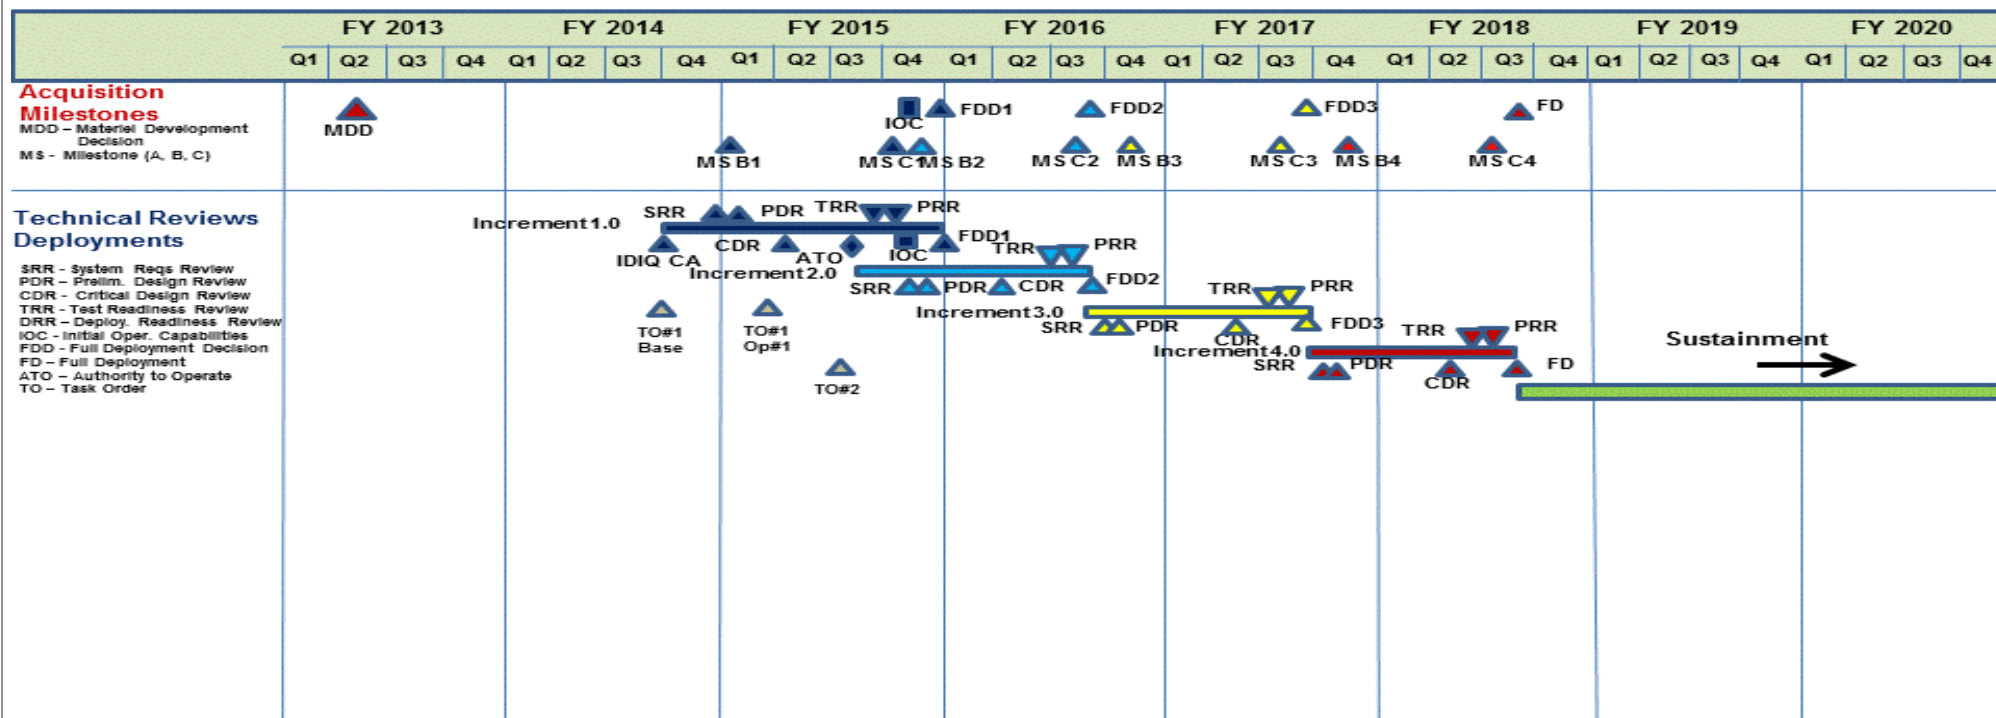 FY 2013 FY 2014 FY 2015 FY 2016 FY 2017 FY 2018 FY 2019 FY 2020
Q1 Q2 Q3 Q4 Q1 Q2 Q3 Q4 Q1 Q2 Q3 Q4 Q1 Q2 Q3 Q4 Q1 Q2 Q3 Q4 Q1 Q2 Q3 Q4 Q1 Q2 Q3 Q4 Q1 Q2 Q3 Q4
Acquisition
Milestones
MDD – Materiel Development
Decision
MS - Milestone (A, B, C)
MDD
IOC
FDD1
FDD2
FDD3
FD
MS B1
MS C1
MS B2
MS C2
MS B3
MS C3
MS B4
MS C4
Technical Reviews
Deployments
SRR - System Reqs Review
PDR – Prelim. Design Review
CDR - Critical Design Review
TRR - Test Readiness Review
DRR – Deploy. Readiness Review
IOC - Initial Oper. Capabilities
FDD - Full Deployment Decision
FD – Full Deployment
ATO – Authority to Operate
TO – Task Order
Increment 1.0
SRR
PDR
TRR
PRR
IDIQ CA
CDR
ATO
IOC
FDD1
Increment 2.0
TRR
PRR
SRR
PDR
CDR
FDD2
TO#1
Base
TO#1
Op#1
TO#2
Increment 3.0
TRR
PRR
SRR
PDR
CDR
FDD3
Increment 4.0
TRR
PRR
SRR
PDR
CDR
FD
Sustainment